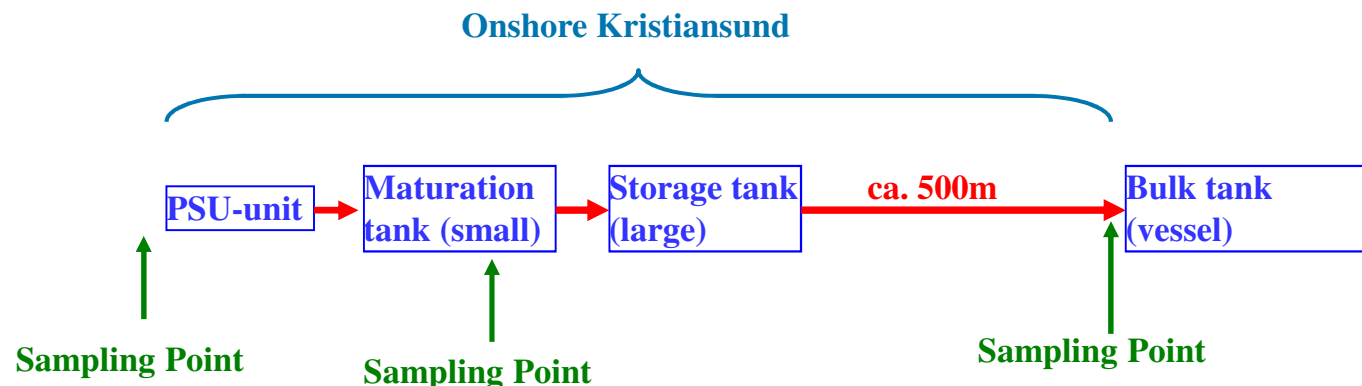 Onshore Kristiansund
PSU-unit
Maturation
tank (small)
Storage tank
(large)
ca. 500m
Bulk tank
(vessel)
Sampling Point
Sampling Point
Sampling Point